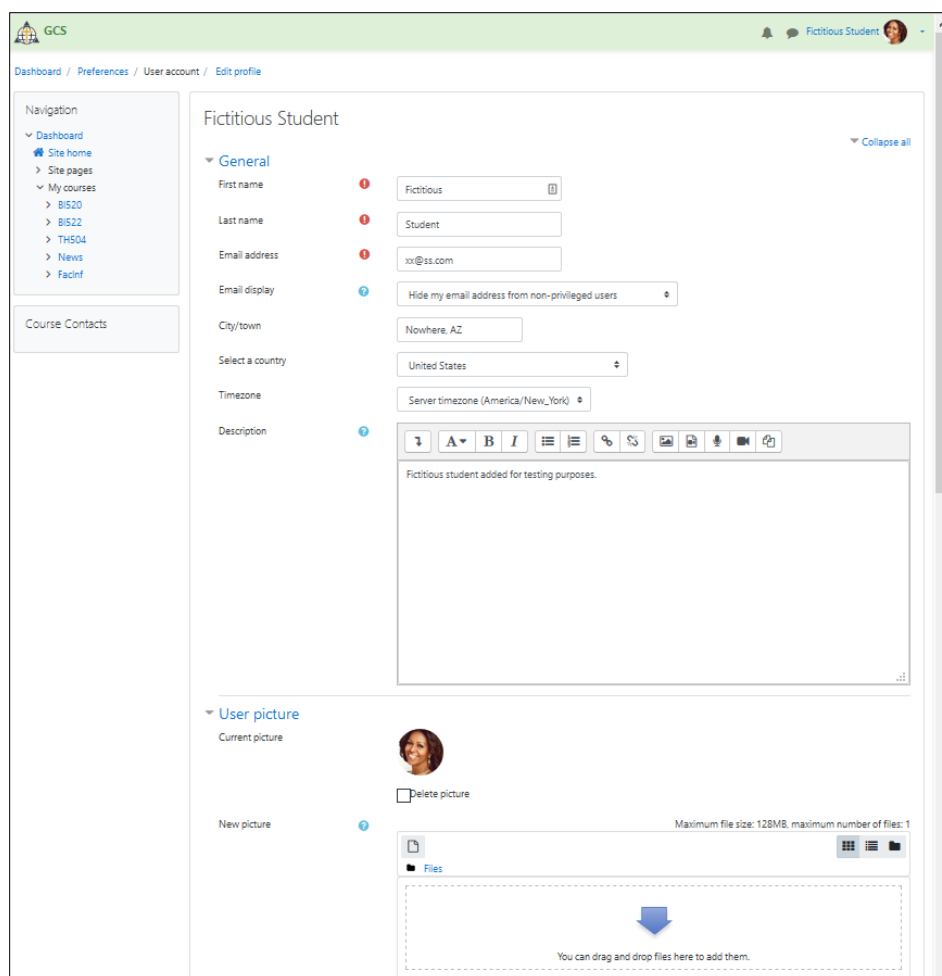 GCS
Fictitious Student
Dashboard / Preferences / User account / Edit profile
Navigation
Dashboard
Site home
Site pages
My courses
BI520
BI522
TH504
News
FacInf
Course Contacts
Fictitious Student
Collapse all
General
First name
Fictitious
Last name
Student
Email address
xx@ss.com
Email display
Hide my email address from non-privileged users
City/town
Nowhere, AZ
Select a country
United States
Timezone
Server timezone (America/New_York)
Description
A B I
Fictitious student added for testing purposes.
User picture
Current picture
Delete picture
New picture
Maximum file size: 128MB, maximum number of files: 1
Files
You can drag and drop files here to add them.